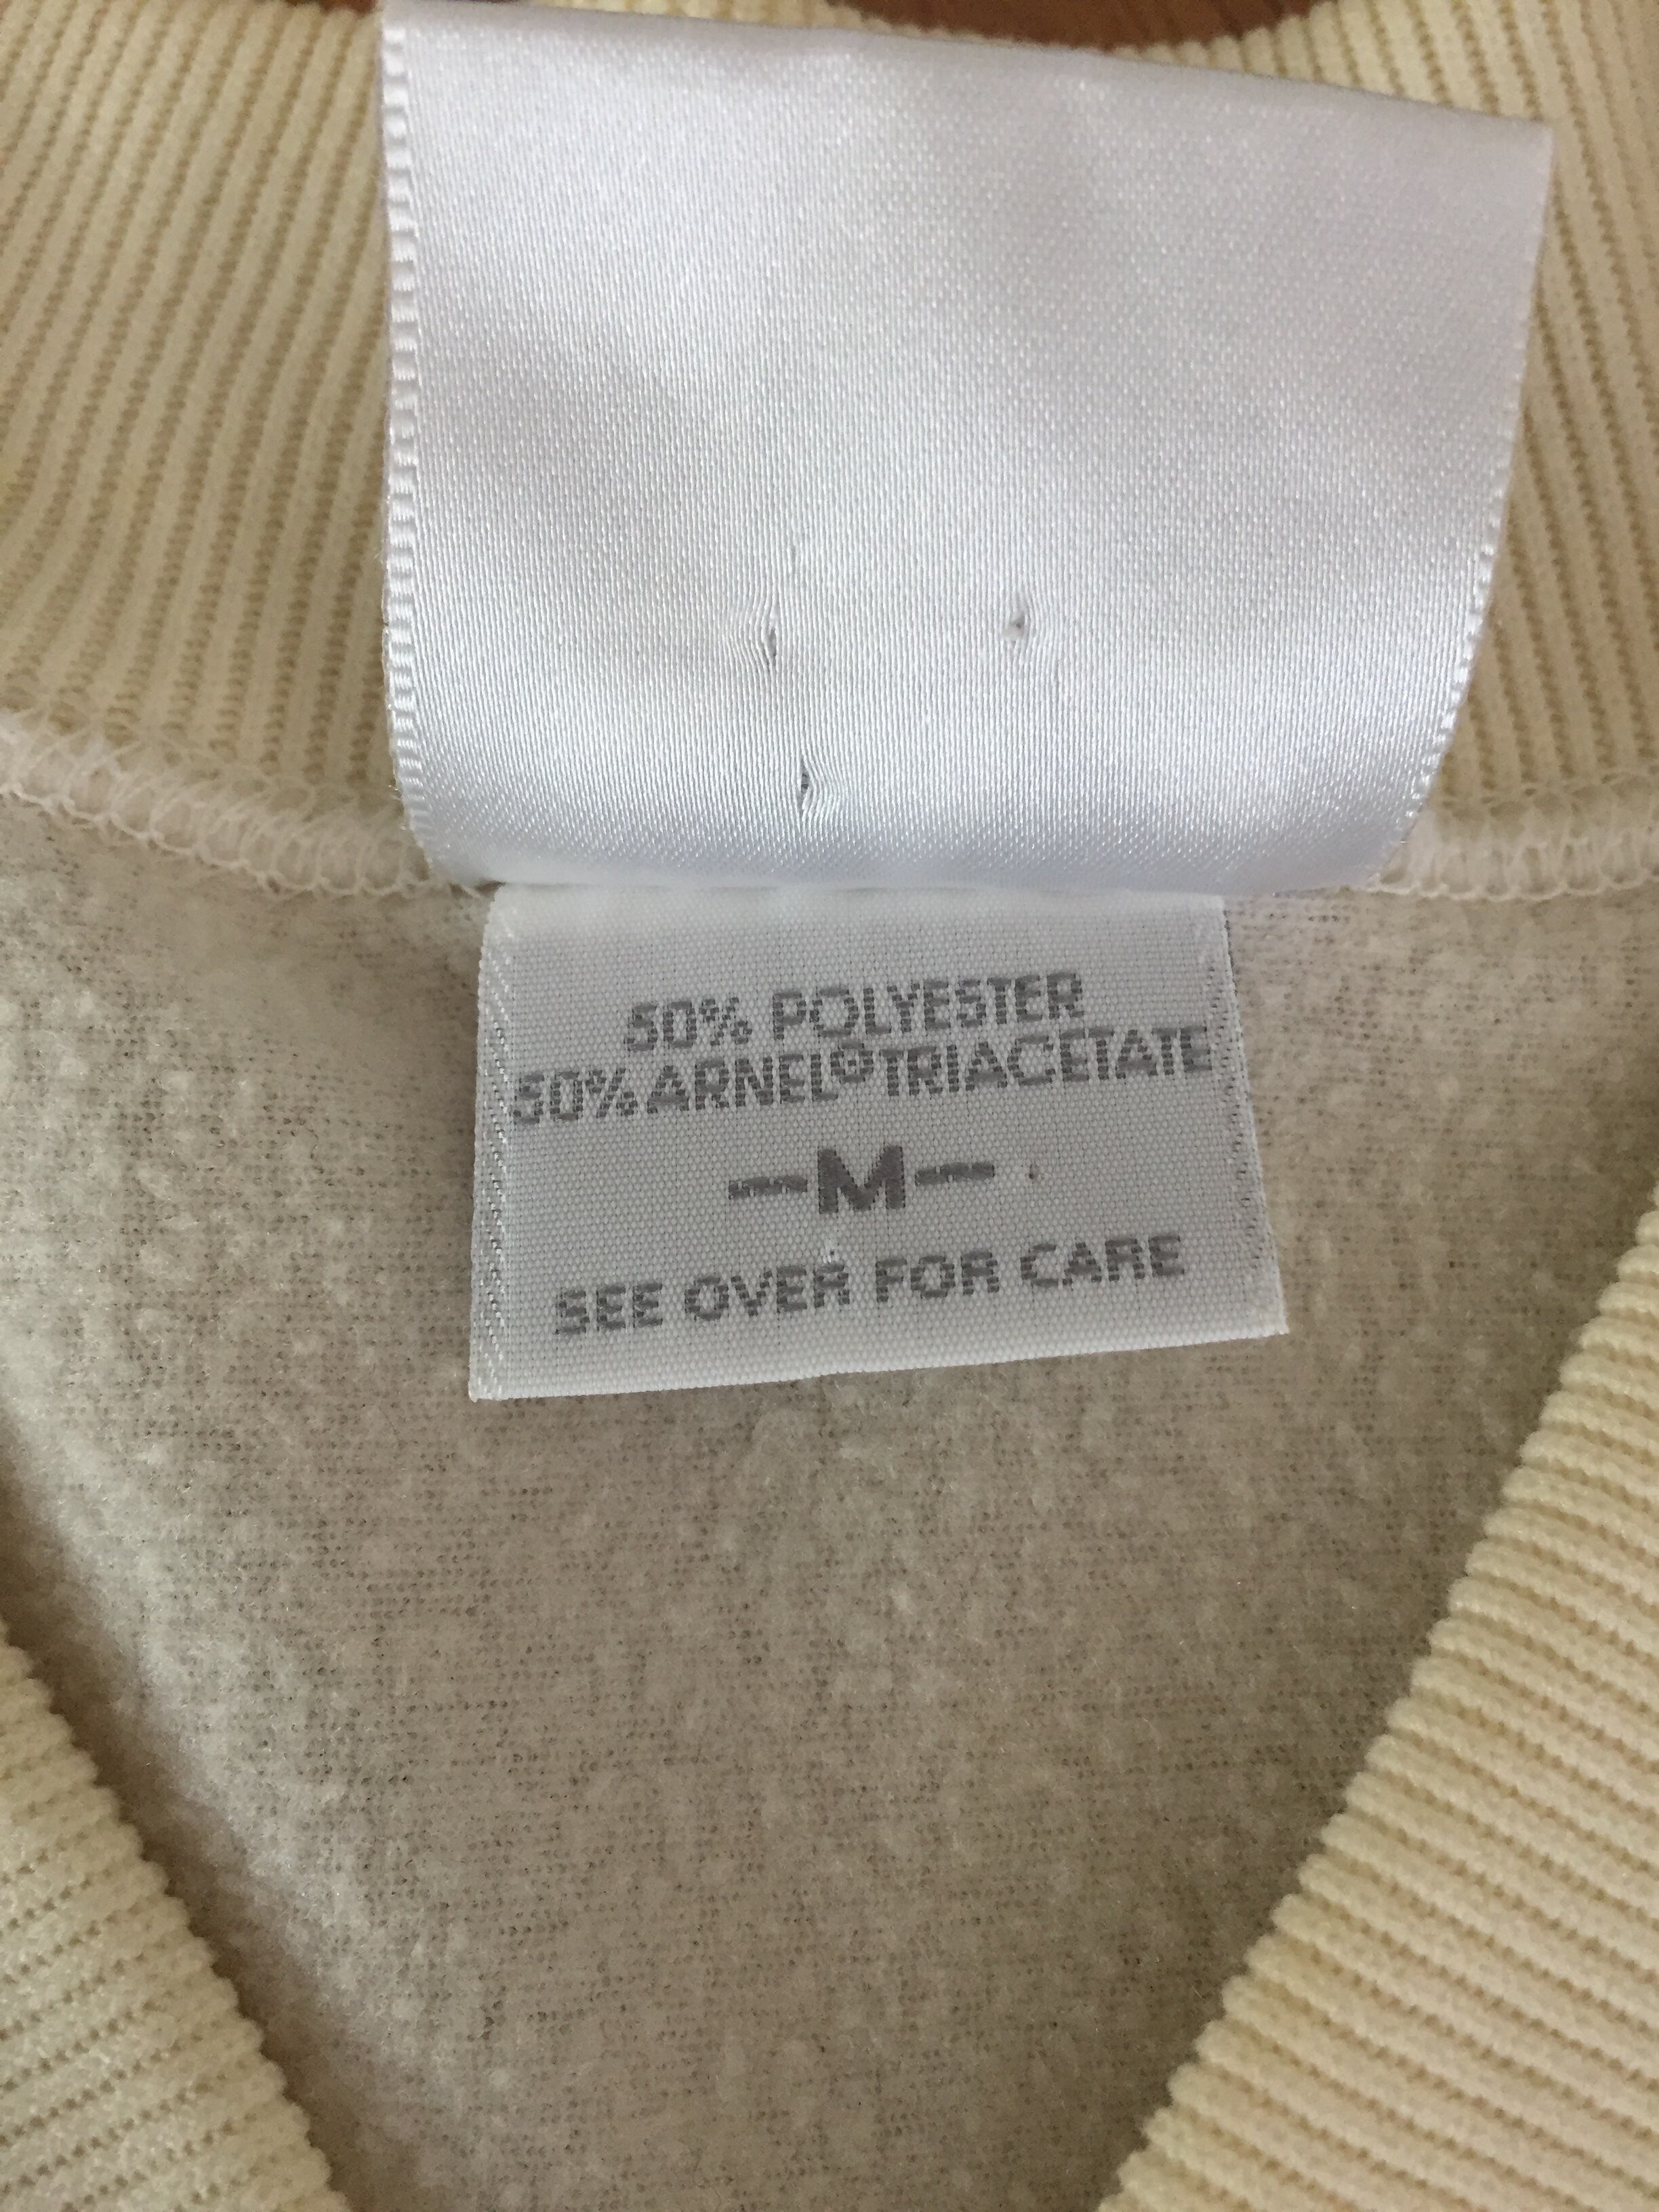 50% POLYESTER
50% ARNEL® TRIACETATE
—M—
SEE OVER FOR CARE